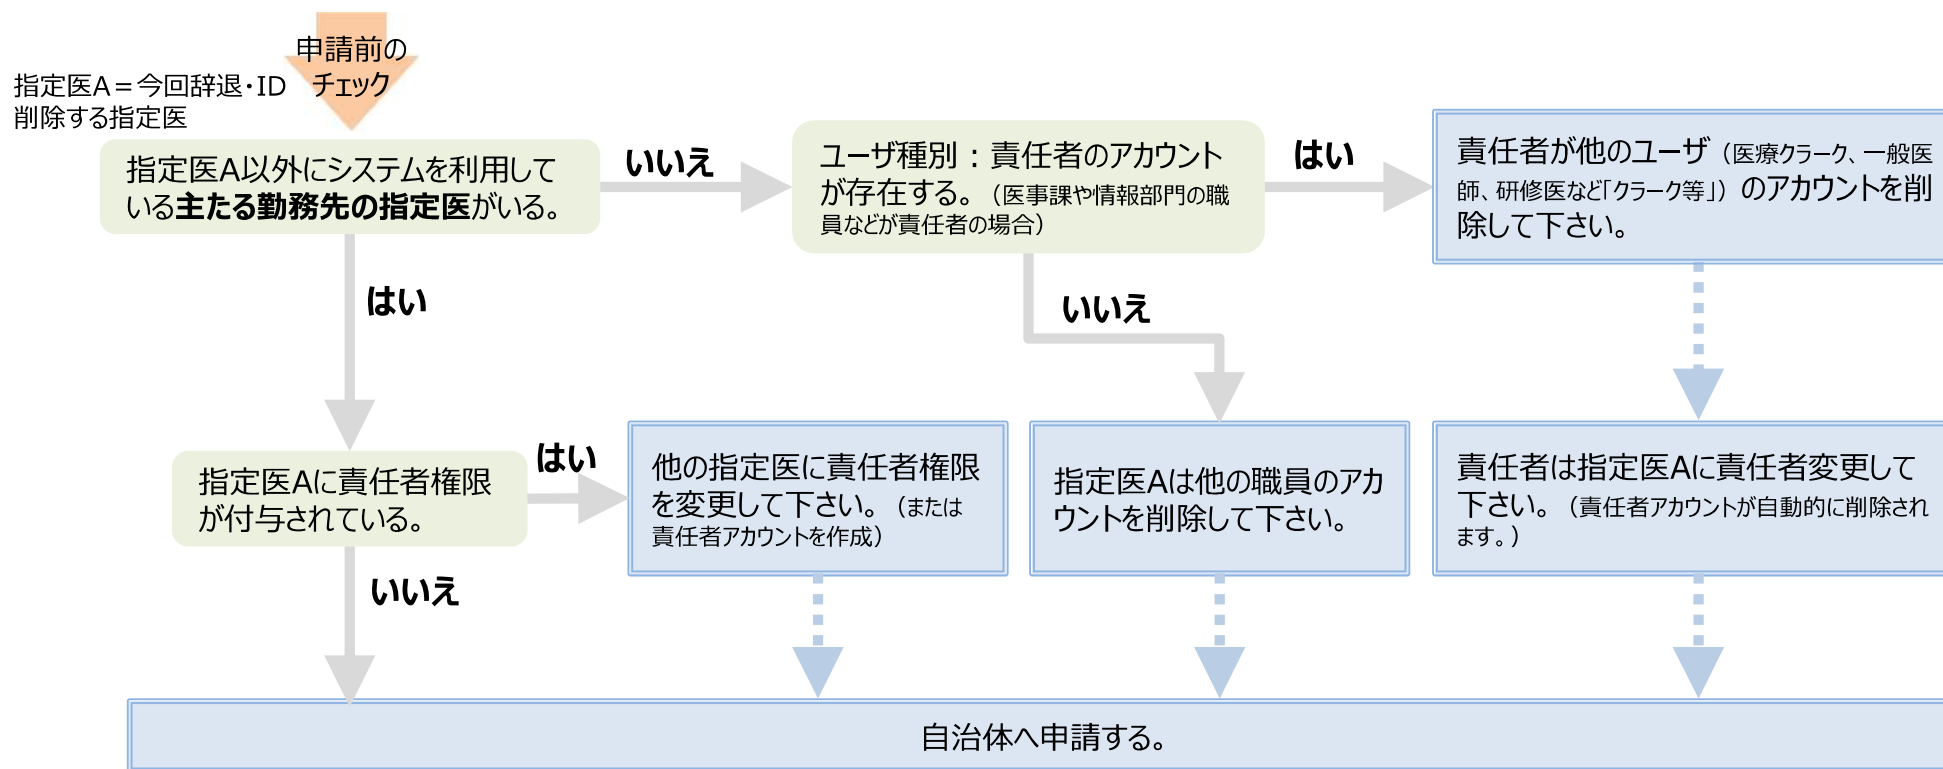 申請前の
チェック
指定医A＝今回辞退・ID
削除する指定医
指定医A以外にシステムを利用して
いる主たる勤務先の指定医がいる。
いいえ
ユーザ種別：責任者のアカウント
が存在する。（医事課や情報部門の職
員などが責任者の場合）
はい
責任者が他のユーザ（医療クラーク、一般医
師、研修医など「クラーク等」）のアカウントを削
除して下さい。
はい
いいえ
指定医Aに責任者権限
が付与されている。
はい
他の指定医に責任者権限
を変更して下さい。（または
責任者アカウントを作成）
指定医Aは他の職員のアカ
ウントを削除して下さい。
責任者は指定医Aに責任者変更して
下さい。（責任者アカウントが自動的に削除され
ます。）
いいえ
自治体へ申請する。